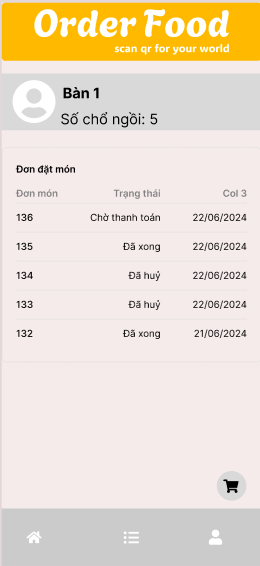 Order Food
scan qr for your world
Bàn 1
Số chổ ngồi: 5
Đơn đặt món
Đơn món Trạng thái Col 3
136 Chờ thanh toán 22/06/2024
135 Đã xong 22/06/2024
134 Đã huỷ 22/06/2024
133 Đã huỷ 22/06/2024
132 Đã xong 21/06/2024